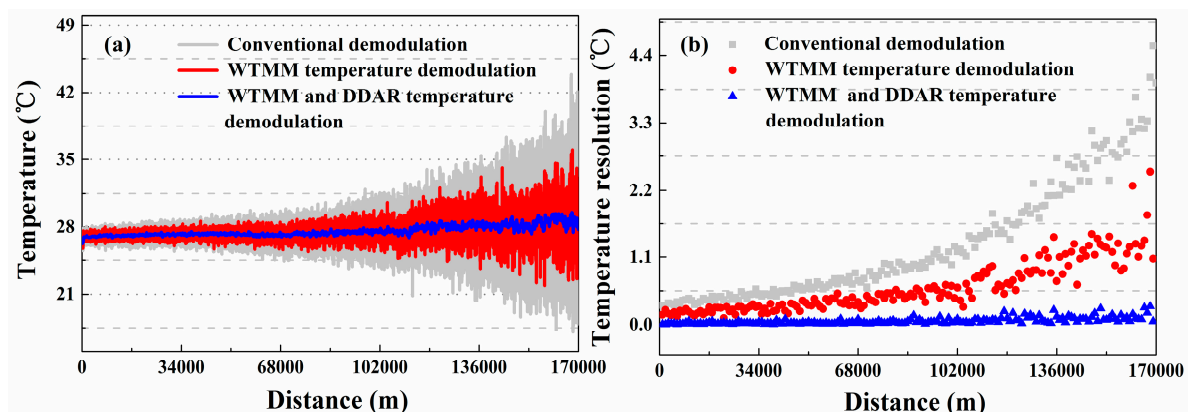 (a)
Conventional demodulation
WTMM temperature demodulation
WTMM and DDAR temperature
demodulation
Temperature (℃)
49
42
35
28
21
0
34000
68000
102000
136000
170000
Distance (m)
(b)
Conventional demodulation
WTMM temperature demodulation
WTMM and DDAR temperature
demodulation
Temperature resolution (℃)
4.4
3.3
2.2
1.1
0.0
0
34000
68000
102000
136000
170000
Distance (m)